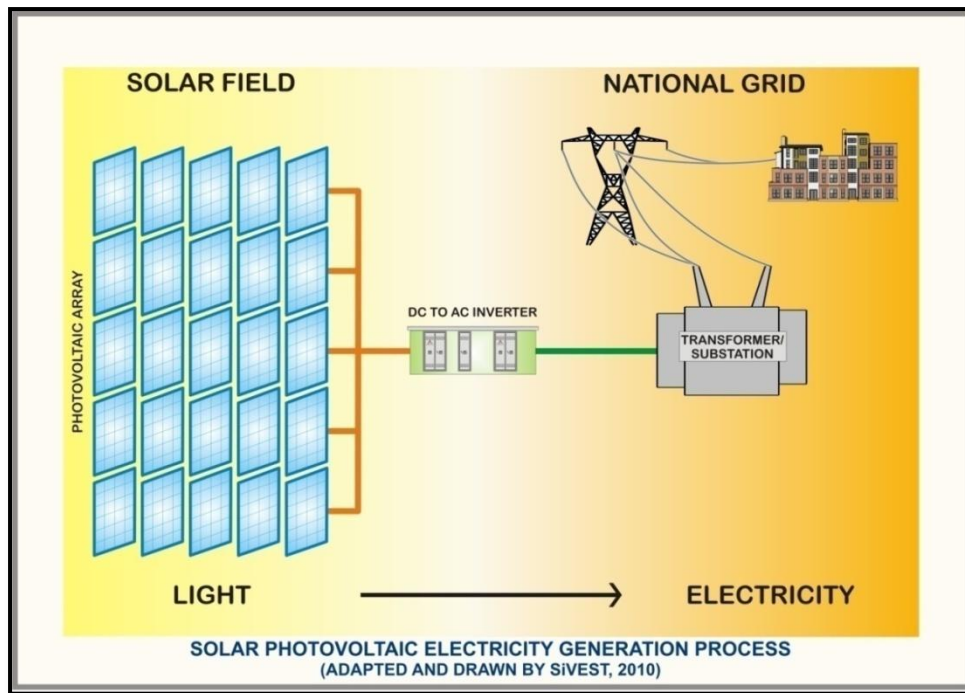 SOLAR FIELD
NATIONAL GRID
PHOTOVOLTAIC ARRAY
DC TO AC INVERTER
TRANSFORMER/
SUBSTATION
LIGHT
ELECTRICITY
SOLAR PHOTOVOLTAIC ELECTRICITY GENERATION PROCESS
(ADAPTED AND DRAWN BY SiVEST, 2010)